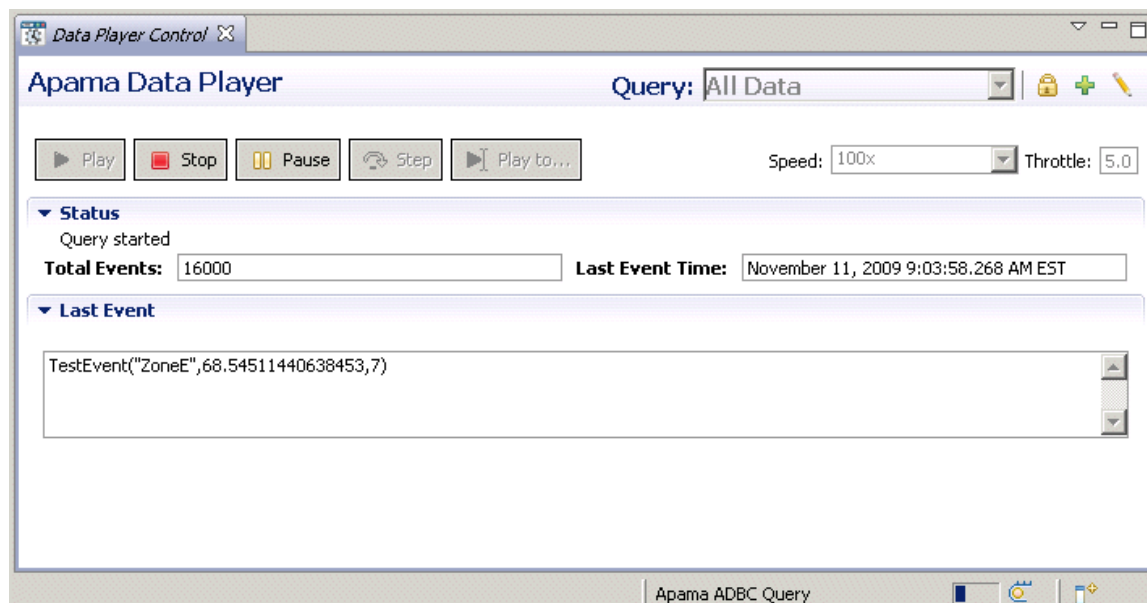 Data Player Control
Apama Data Player
Query: All Data
Play Stop Pause Step Play to... Speed: 100x Throttle: 5.0
Status
Query started
Total Events: 16000 Last Event Time: November 11, 2009 9:03:58.268 AM EST
Last Event
TestEvent("ZoneE",68.54511440638453,7)
Apama ADBC Query